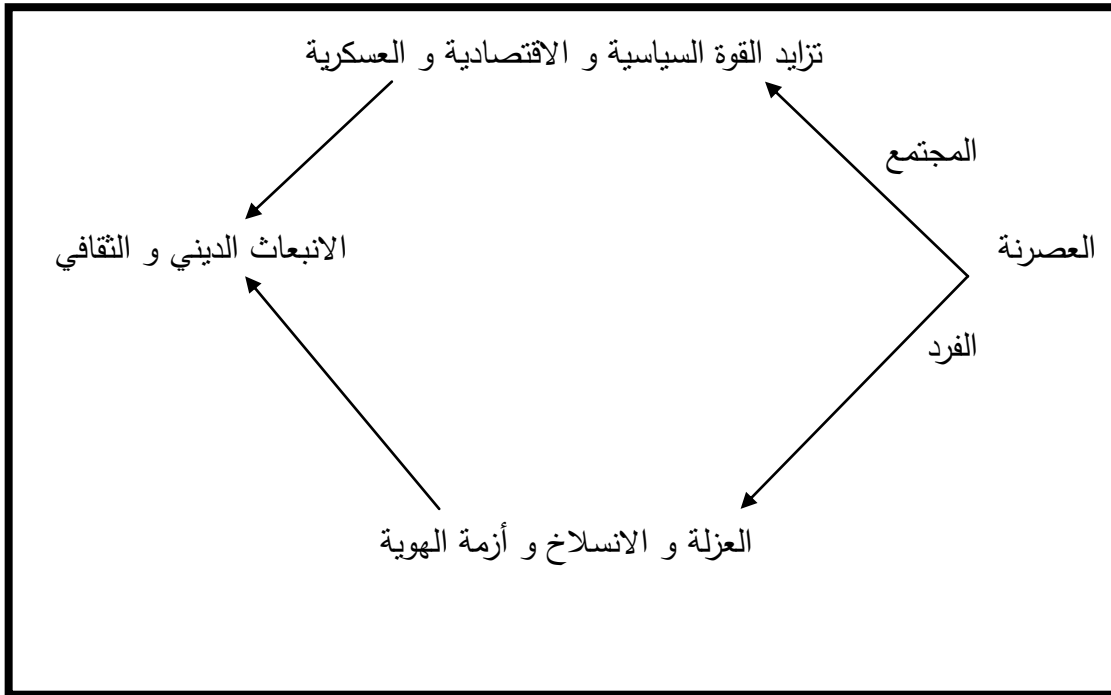 تزايد القوة السياسية و الاقتصادية و العسكرية
المجتمع
العصرنة
الانبعاث الديني و الثقافي
الفرد
العزلة و الانسلاخ و أزمة الهوية